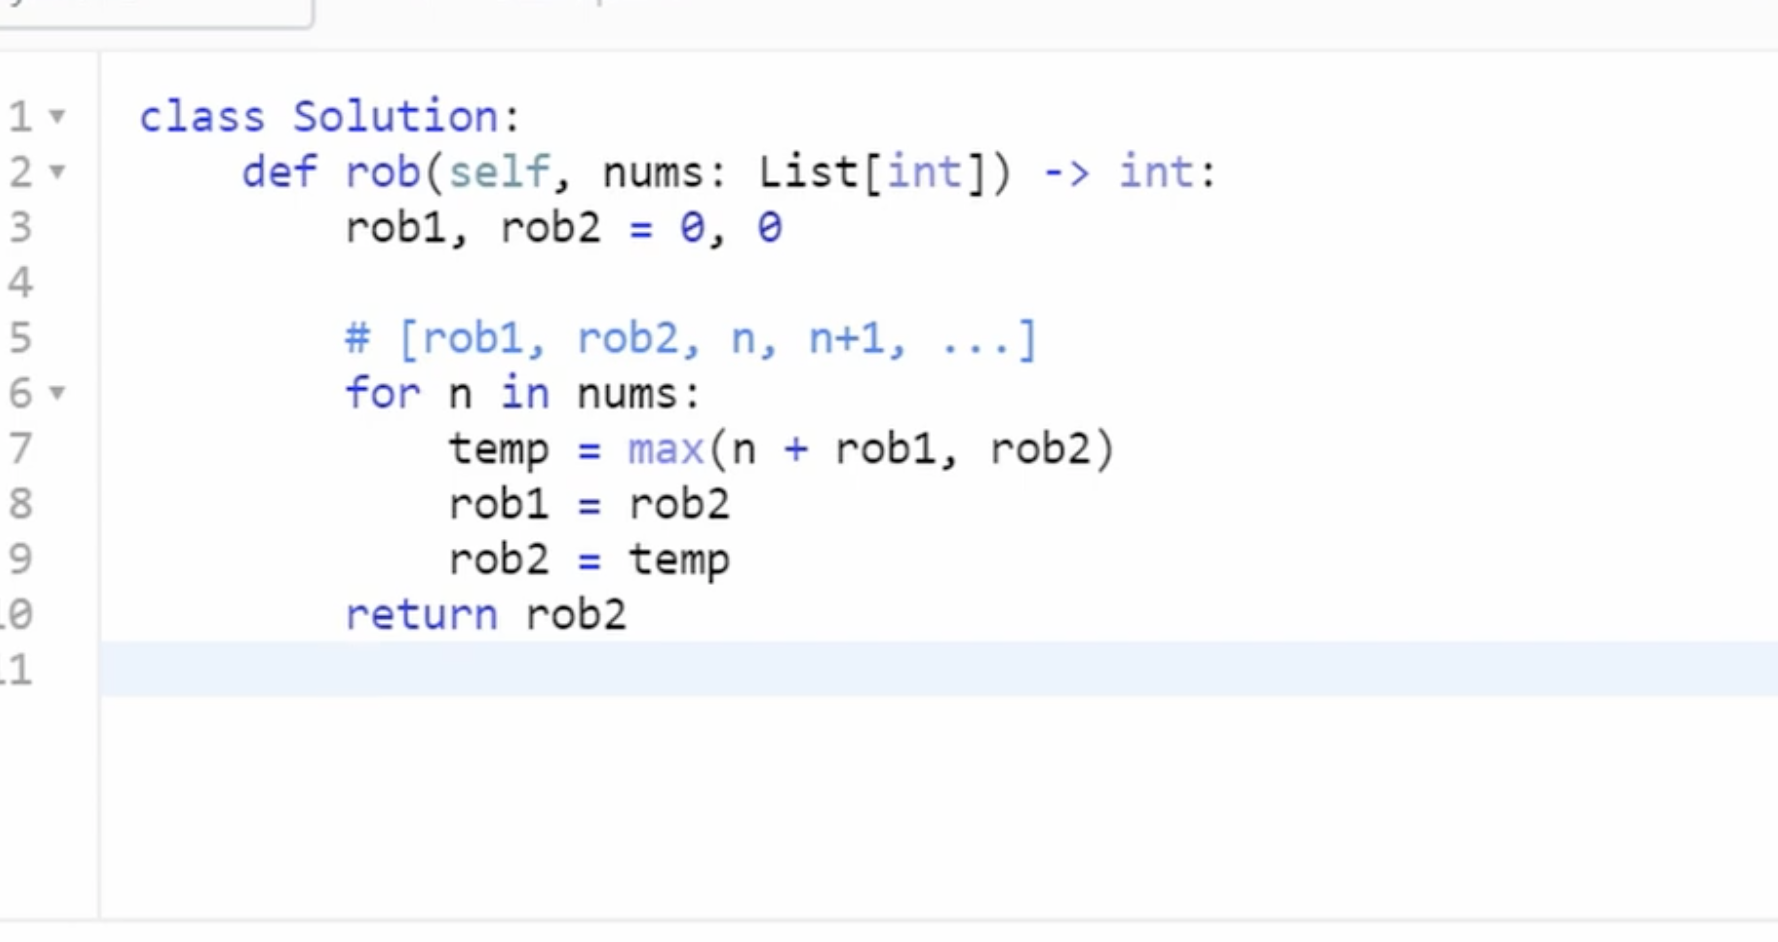 1 class Solution:
2 def rob(self, nums: List[int]) -> int:
3 rob1, rob2 = 0, 0
4
5 # [rob1, rob2, n, n+1, ...]
6 for n in nums:
7 temp = max(n + rob1, rob2)
8 rob1 = rob2
9 rob2 = temp
10 return rob2
11